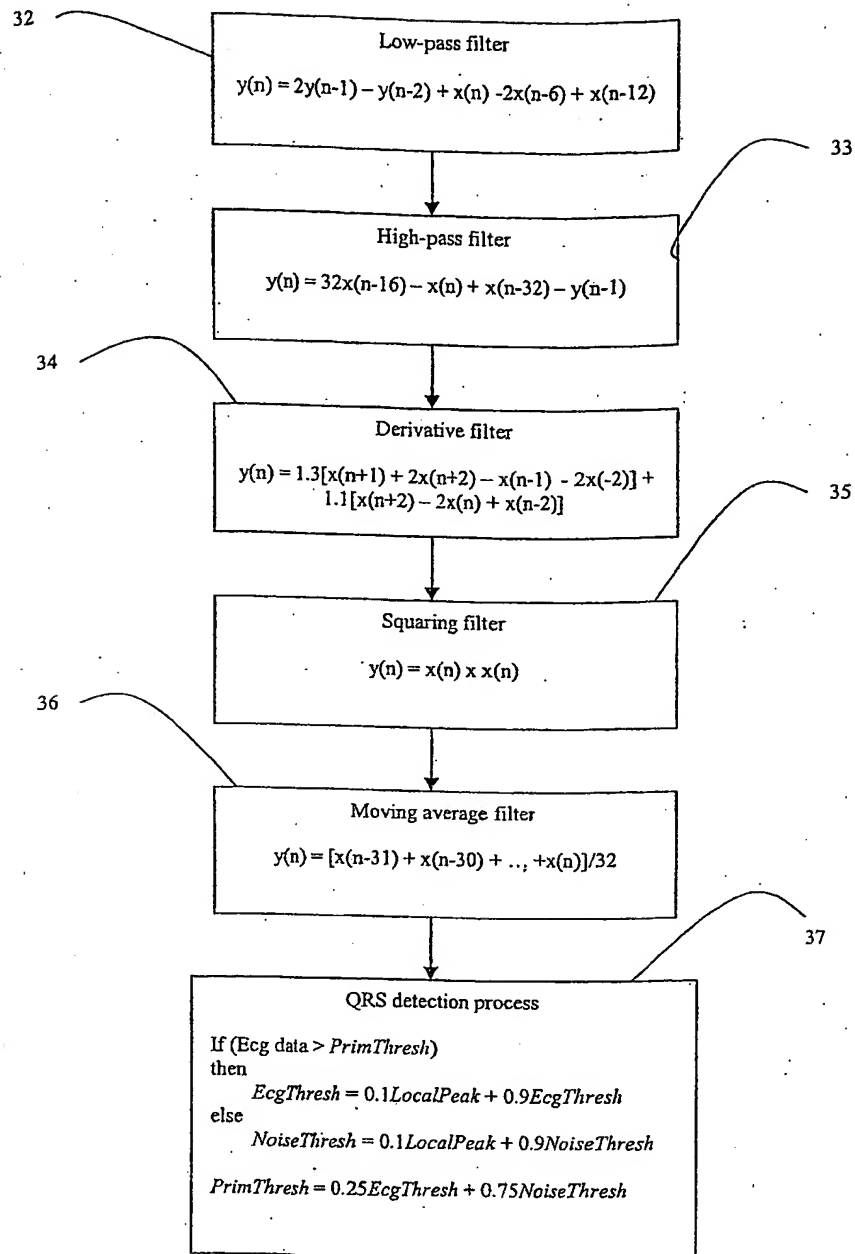 32
Low-pass filter
y(n) = 2y(n-1) – y(n-2) + x(n) -2x(n-6) + x(n-12)
33
High-pass filter
y(n) = 32x(n-16) – x(n) + x(n-32) – y(n-1)
34
Derivative filter
y(n) = 1.3[x(n+1) + 2x(n+2) – x(n-1) - 2x(-2)] +
1.1[x(n+2) – 2x(n) + x(n-2)]
35
Squaring filter
y(n) = x(n) x x(n)
36
Moving average filter
y(n) = [x(n-31) + x(n-30) + .., +x(n)]/32
37
QRS detection process
If (Ecg data > PrimThresh)
then
EcgThresh = 0.1LocalPeak + 0.9EcgThresh
else
NoiseThresh = 0.1LocalPeak + 0.9NoiseThresh
PrimThresh = 0.25EcgThresh + 0.75NoiseThresh